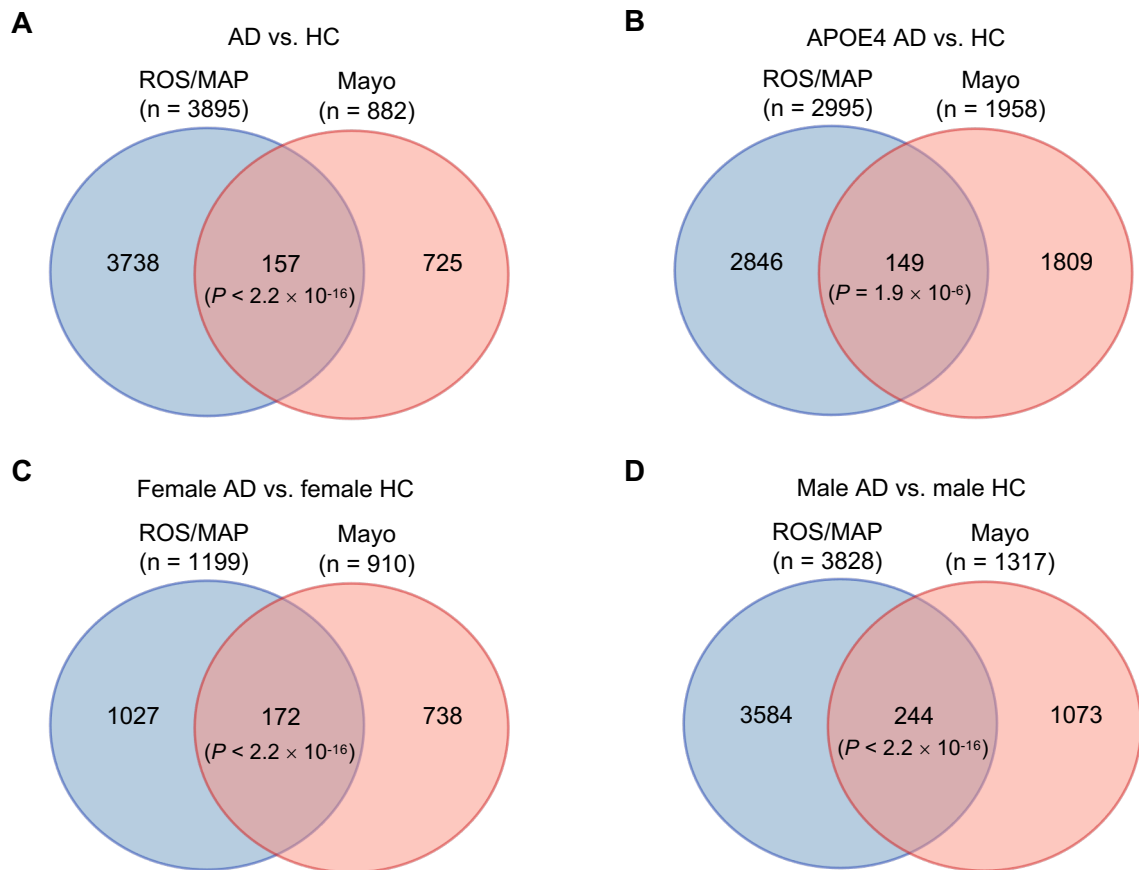 A
AD vs. HC
ROS/MAP
(n = 3895)
Mayo
(n = 882)
3738
157
725
(P < 2.2 × 10-16)
B
APOE4 AD vs. HC
ROS/MAP
(n = 2995)
Mayo
(n = 1958)
2846
149
1809
(P = 1.9 × 10-6)
C
Female AD vs. female HC
ROS/MAP
(n = 1199)
Mayo
(n = 910)
1027
172
738
(P < 2.2 × 10-16)
D
Male AD vs. male HC
ROS/MAP
(n = 3828)
Mayo
(n = 1317)
3584
244
1073
(P < 2.2 × 10-16)